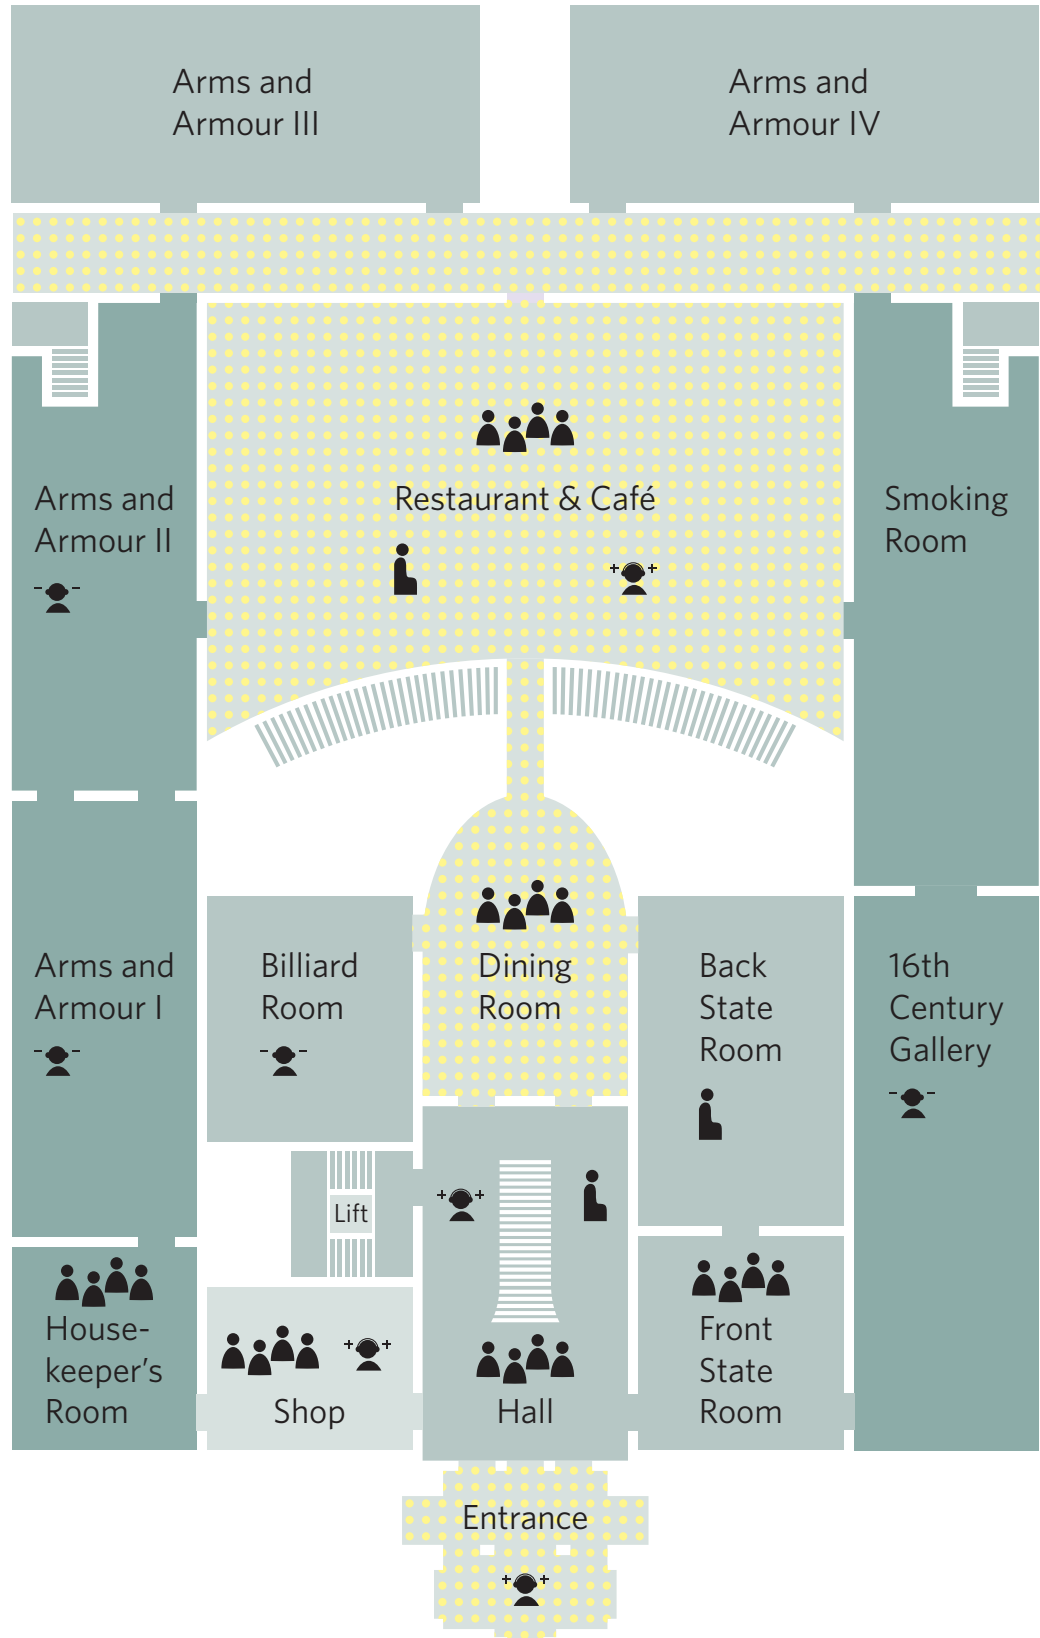 Arms and
Armour III
Arms and
Armour IV
Arms and
Armour II
Restaurant & Café
Smoking
Room
Arms and
Armour I
Billiard
Room
Dining
Room
Back
State
Room
16th
Century
Gallery
Lift
House-
keeper's
Room
Shop
Hall
Front
State
Room
Entrance